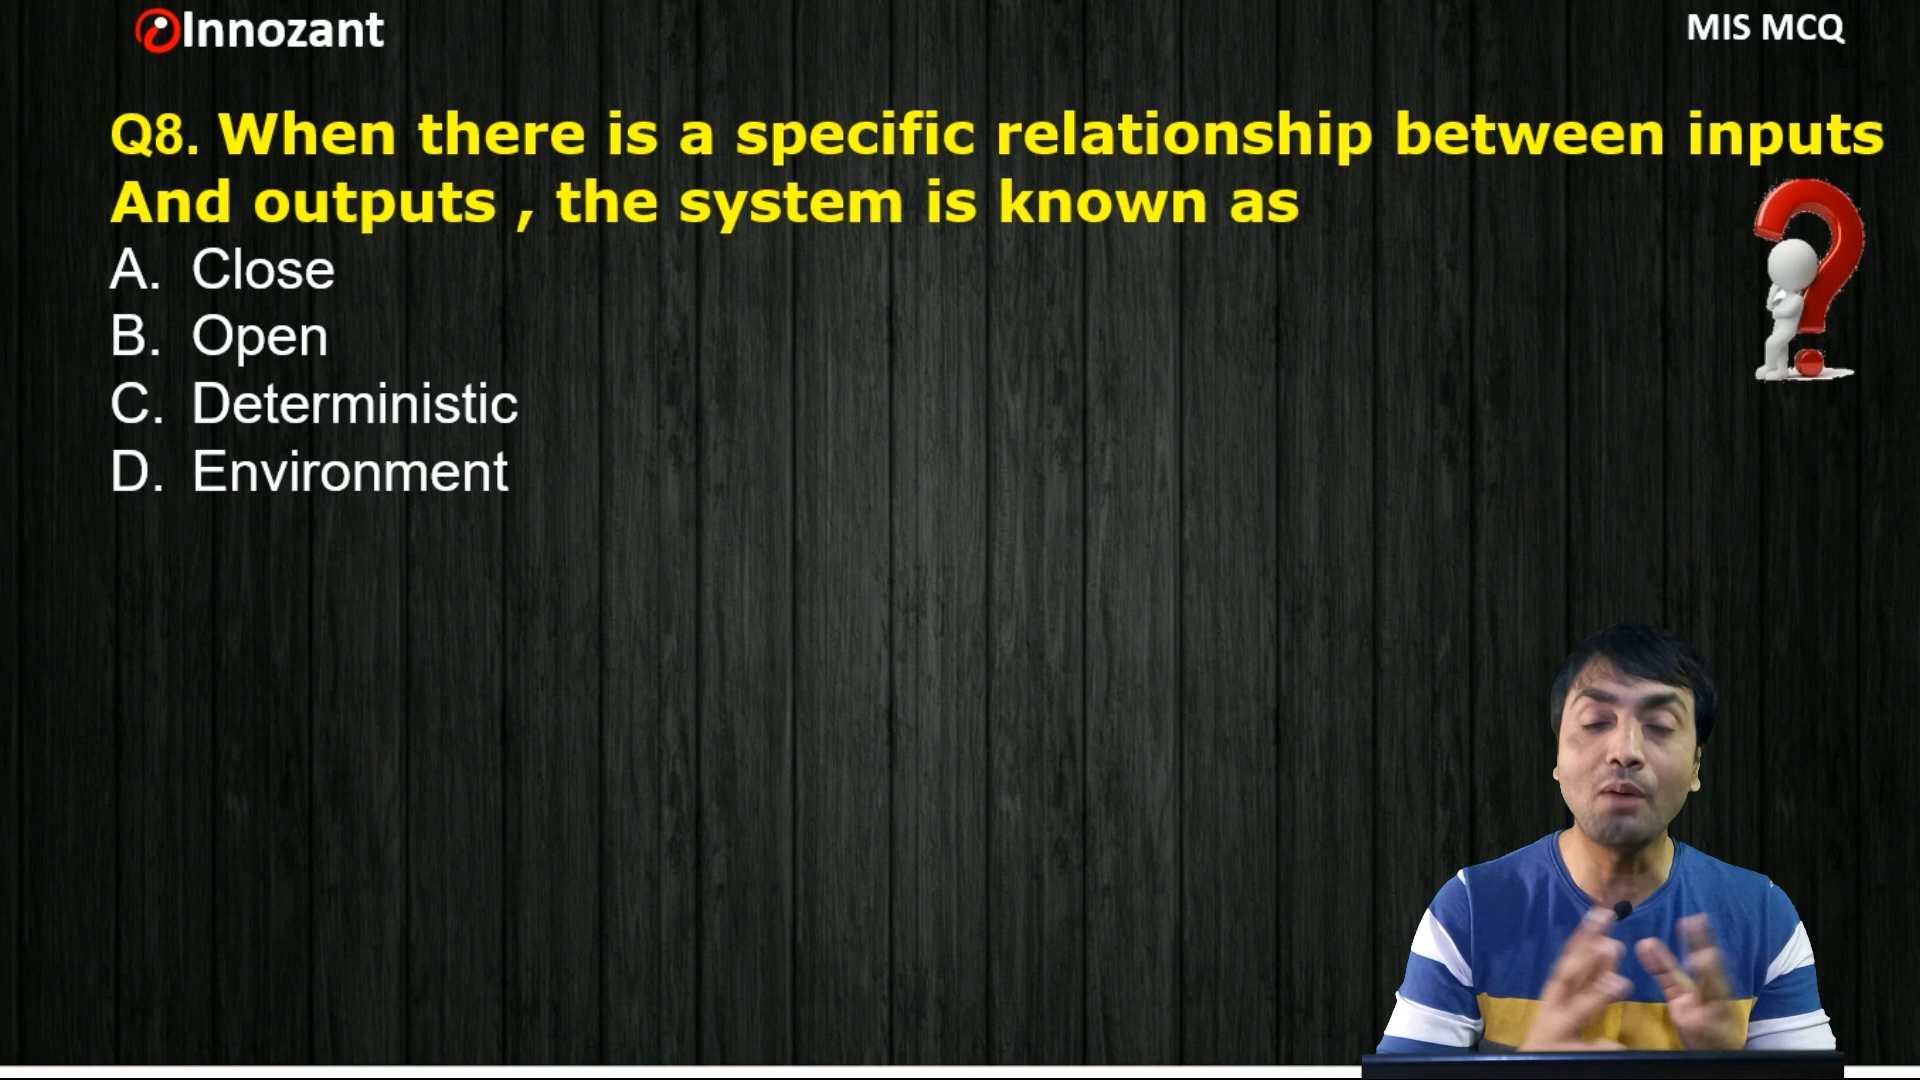 Innozant
MIS MCQ
Q8. When there is a specific relationship between inputs
And outputs , the system is known as
A. Close
B. Open
C. Deterministic
D. Environment